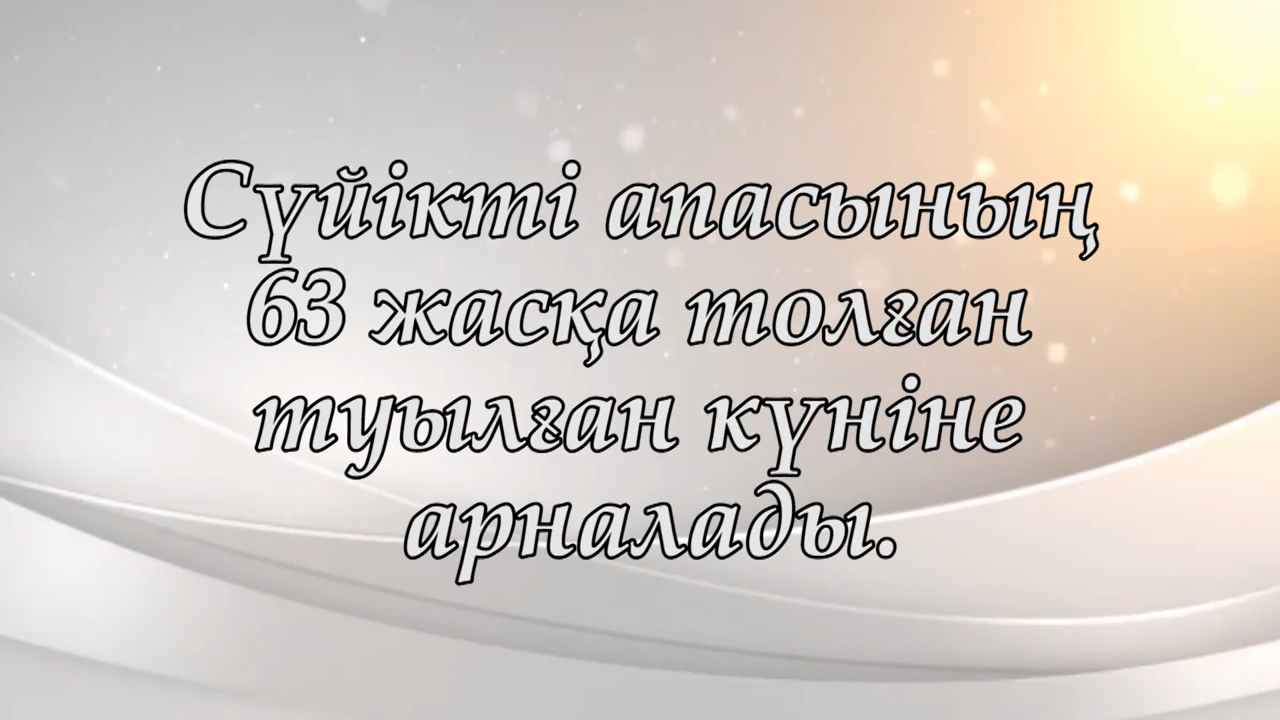 Сүйікті апасының
63 жасқа толған
туылған күніне
арналады.